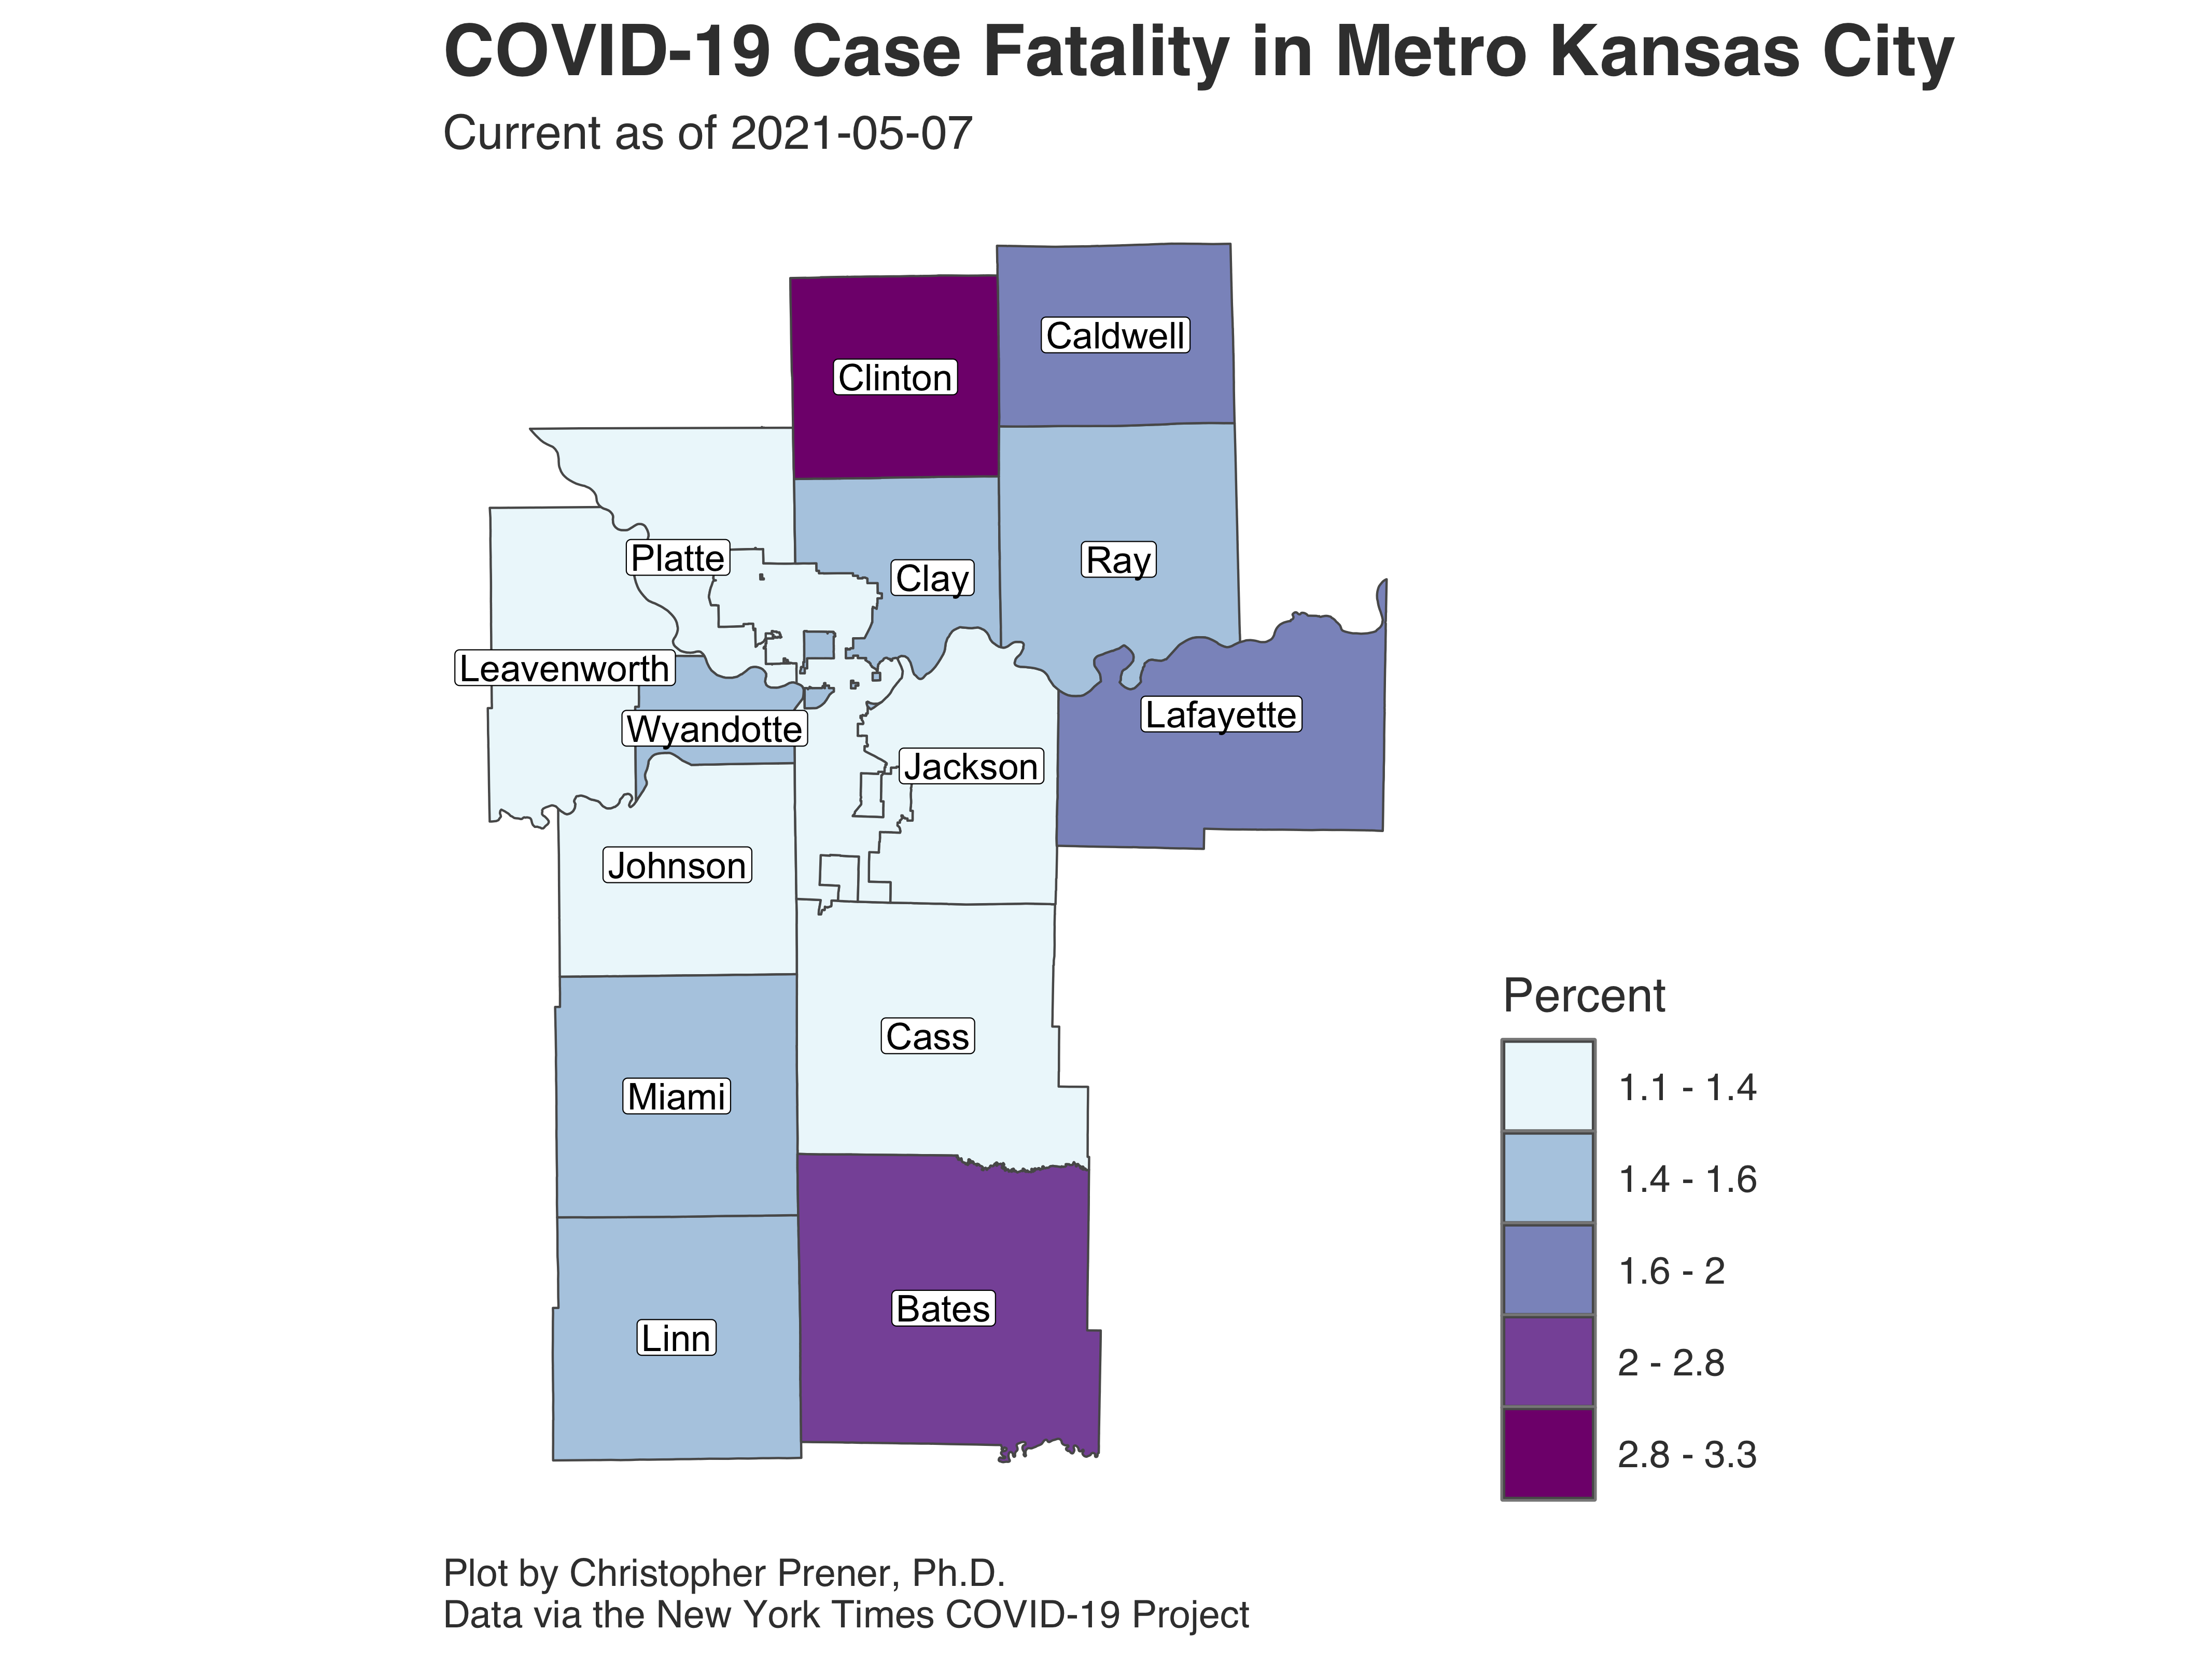 COVID-19 Case Fatality in Metro Kansas City
Current as of 2021-05-07
Caldwell
Clinton
Platte
Clay
Ray
Leavenworth
Wyandotte
Lafayette
Jackson
Johnson
Cass
Miami
Bates
Linn
Percent
1.1 - 1.4
1.4 - 1.6
1.6 - 2
2 - 2.8
2.8 - 3.3
Plot by Christopher Prener, Ph.D.
Data via the New York Times COVID-19 Project